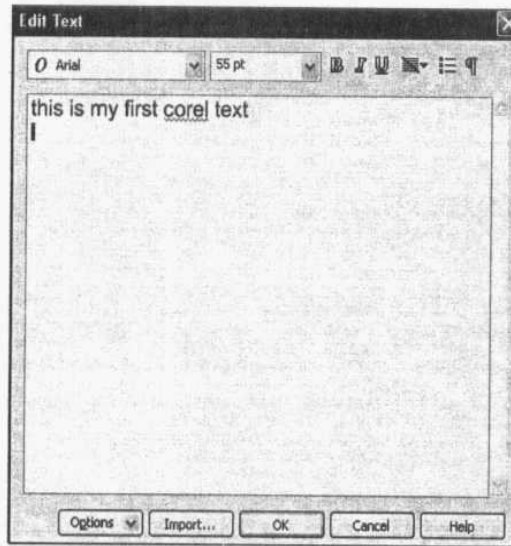 Edit Text
O Arial 55 pt B I U
this is my first corel text
Options Import... OK Cancel Help